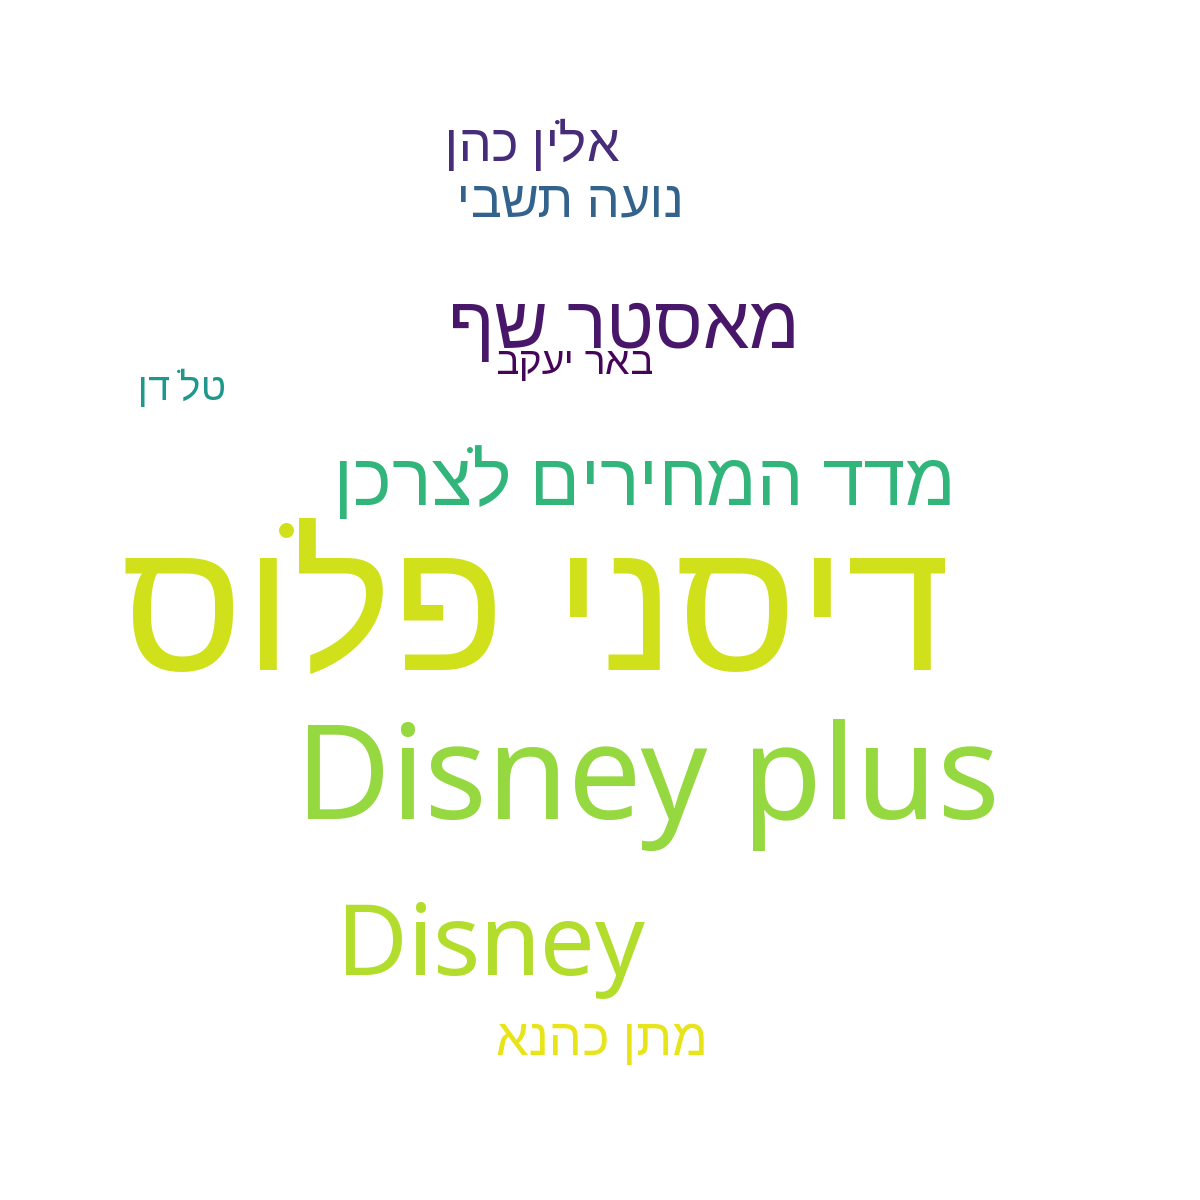 אלין כהן
נועה תשבי
מאסטר שף
באר יעקב
טל דן
מדד המחירים לצרכן
דיסני פלוס
Disney plus
Disney
מתן כהנא